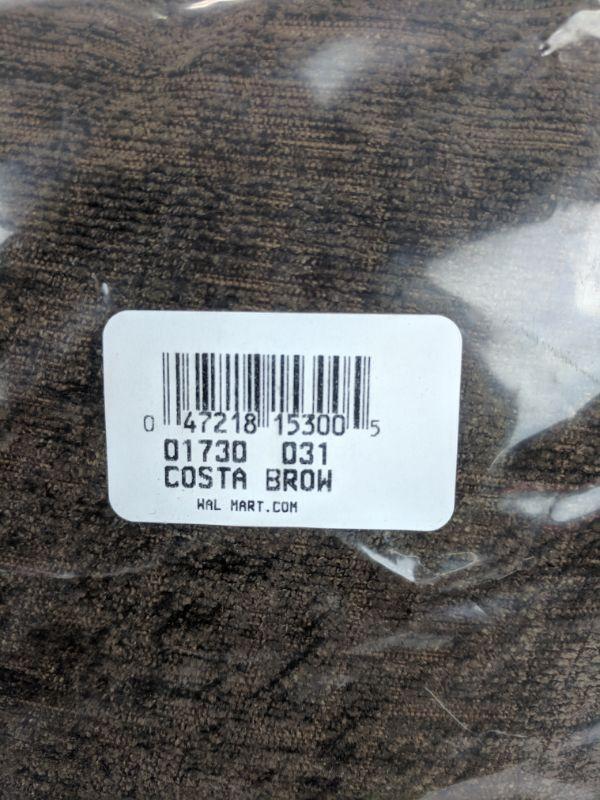 0 47218 15300 5
01730 031
COSTA BROW
WAL MART.COM